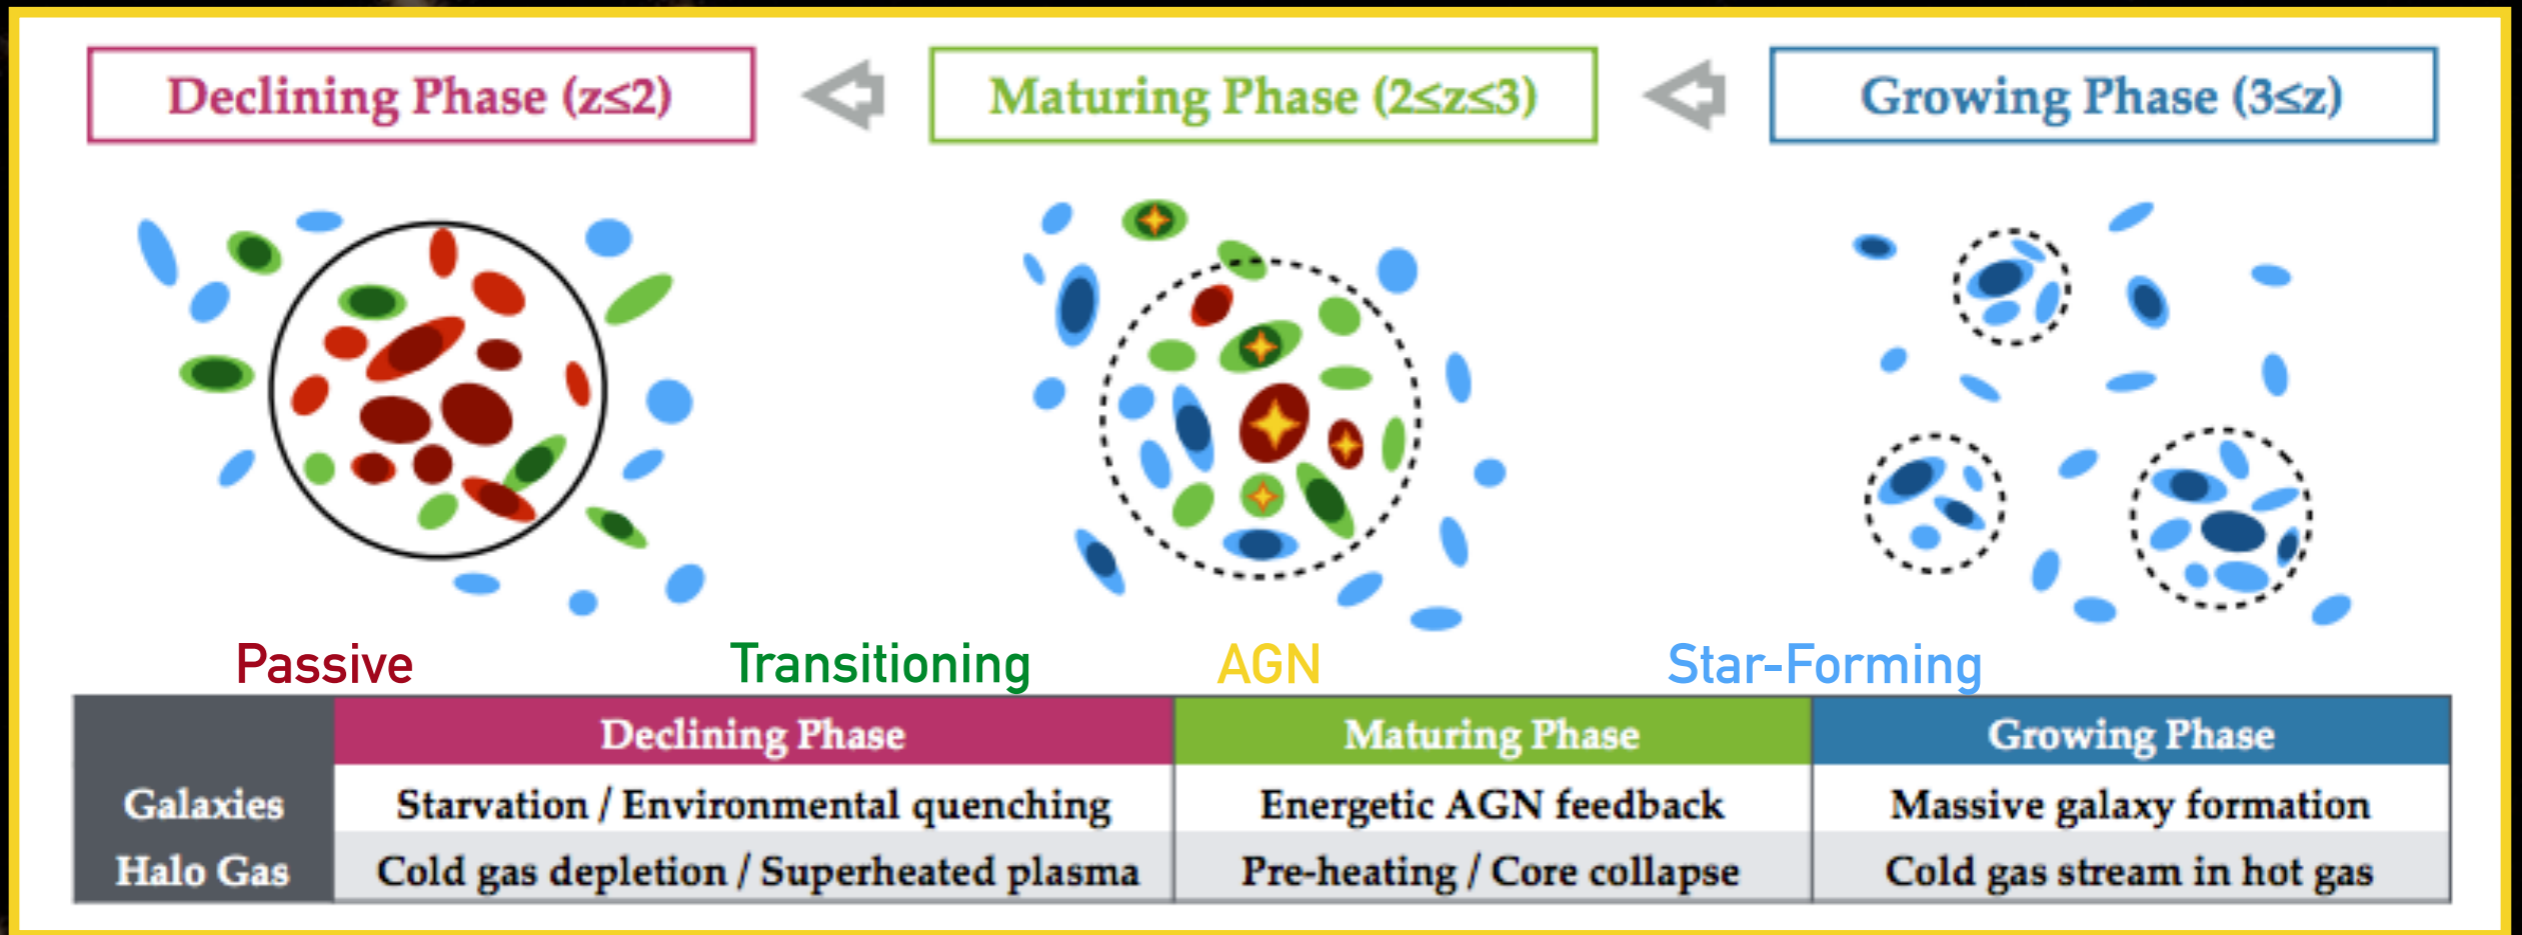 Declining Phase (z≤2)
Maturing Phase (2≤z≤3)
Growing Phase (3≤z)
Passive
Transitioning
AGN
Star-Forming
Declining Phase
Maturing Phase
Growing Phase
Galaxies
Starvation / Environmental quenching
Energetic AGN feedback
Massive galaxy formation
Halo Gas
Cold gas depletion / Superheated plasma
Pre-heating / Core collapse
Cold gas stream in hot gas